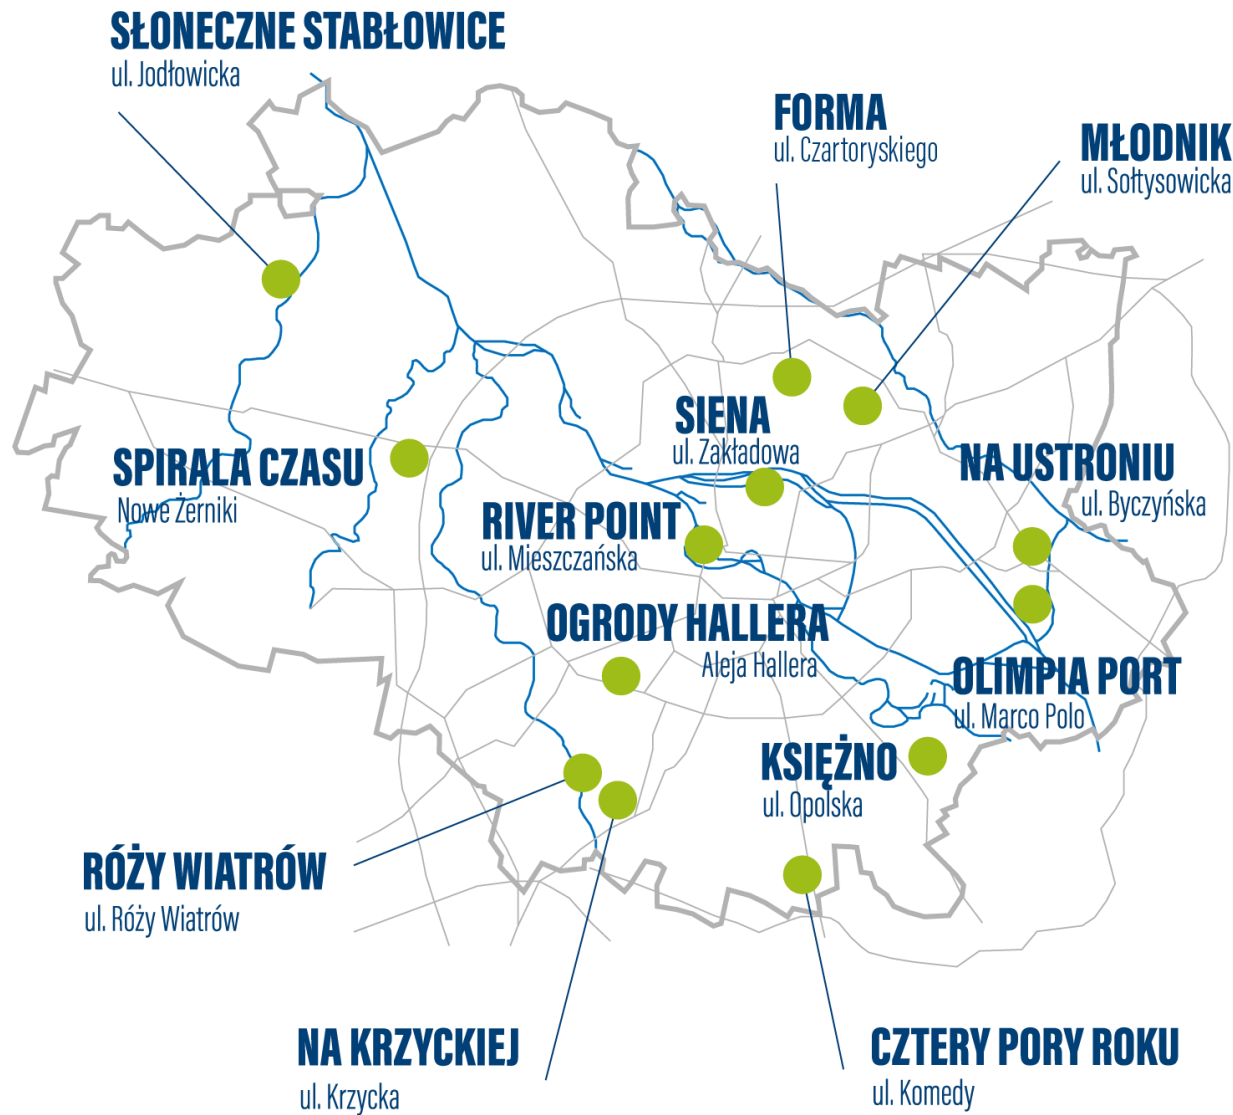 SŁONECZNE STABŁOWICE
ul. Jodłowicka
FORMA
ul. Czartoryskiego
MŁODNIK
ul. Sołtysowicka
SIENA
ul. Zakładowa
SPIRALA CZASU
Nowe Żerniki
NA USTRONIU
ul. Byczyńska
RIVER POINT
ul. Mieszczańska
OGRODY HALLERA
Aleja Hallera
OLIMPIA PORT
ul. Marco Polo
KSIĘŻNO
ul. Opolska
RÓŻY WIATRÓW
ul. Róży Wiatrów
NA KRZYCKIEJ
ul. Krzycka
CZTERY PORY ROKU
ul. Komedy